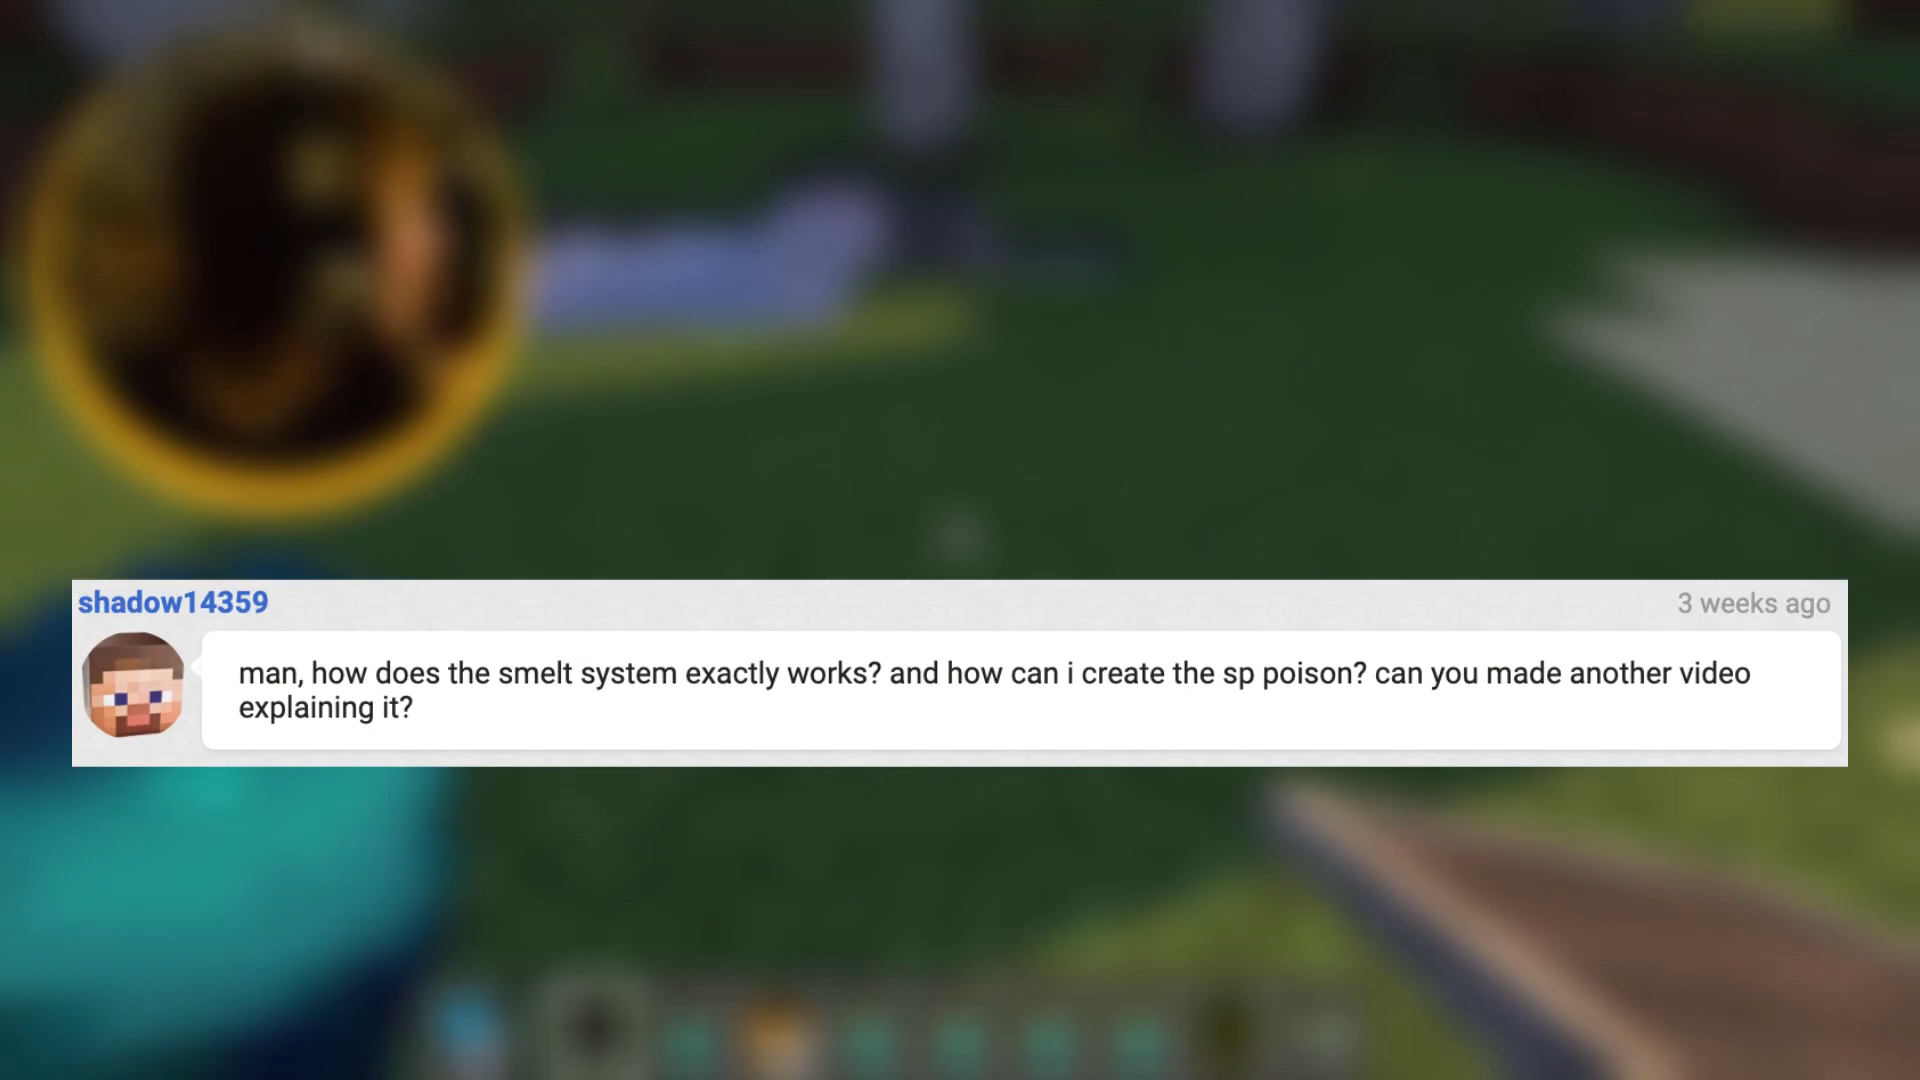 shadow14359
3 weeks ago
man, how does the smelt system exactly works? and how can i create the sp poison? can you made another video
explaining it?